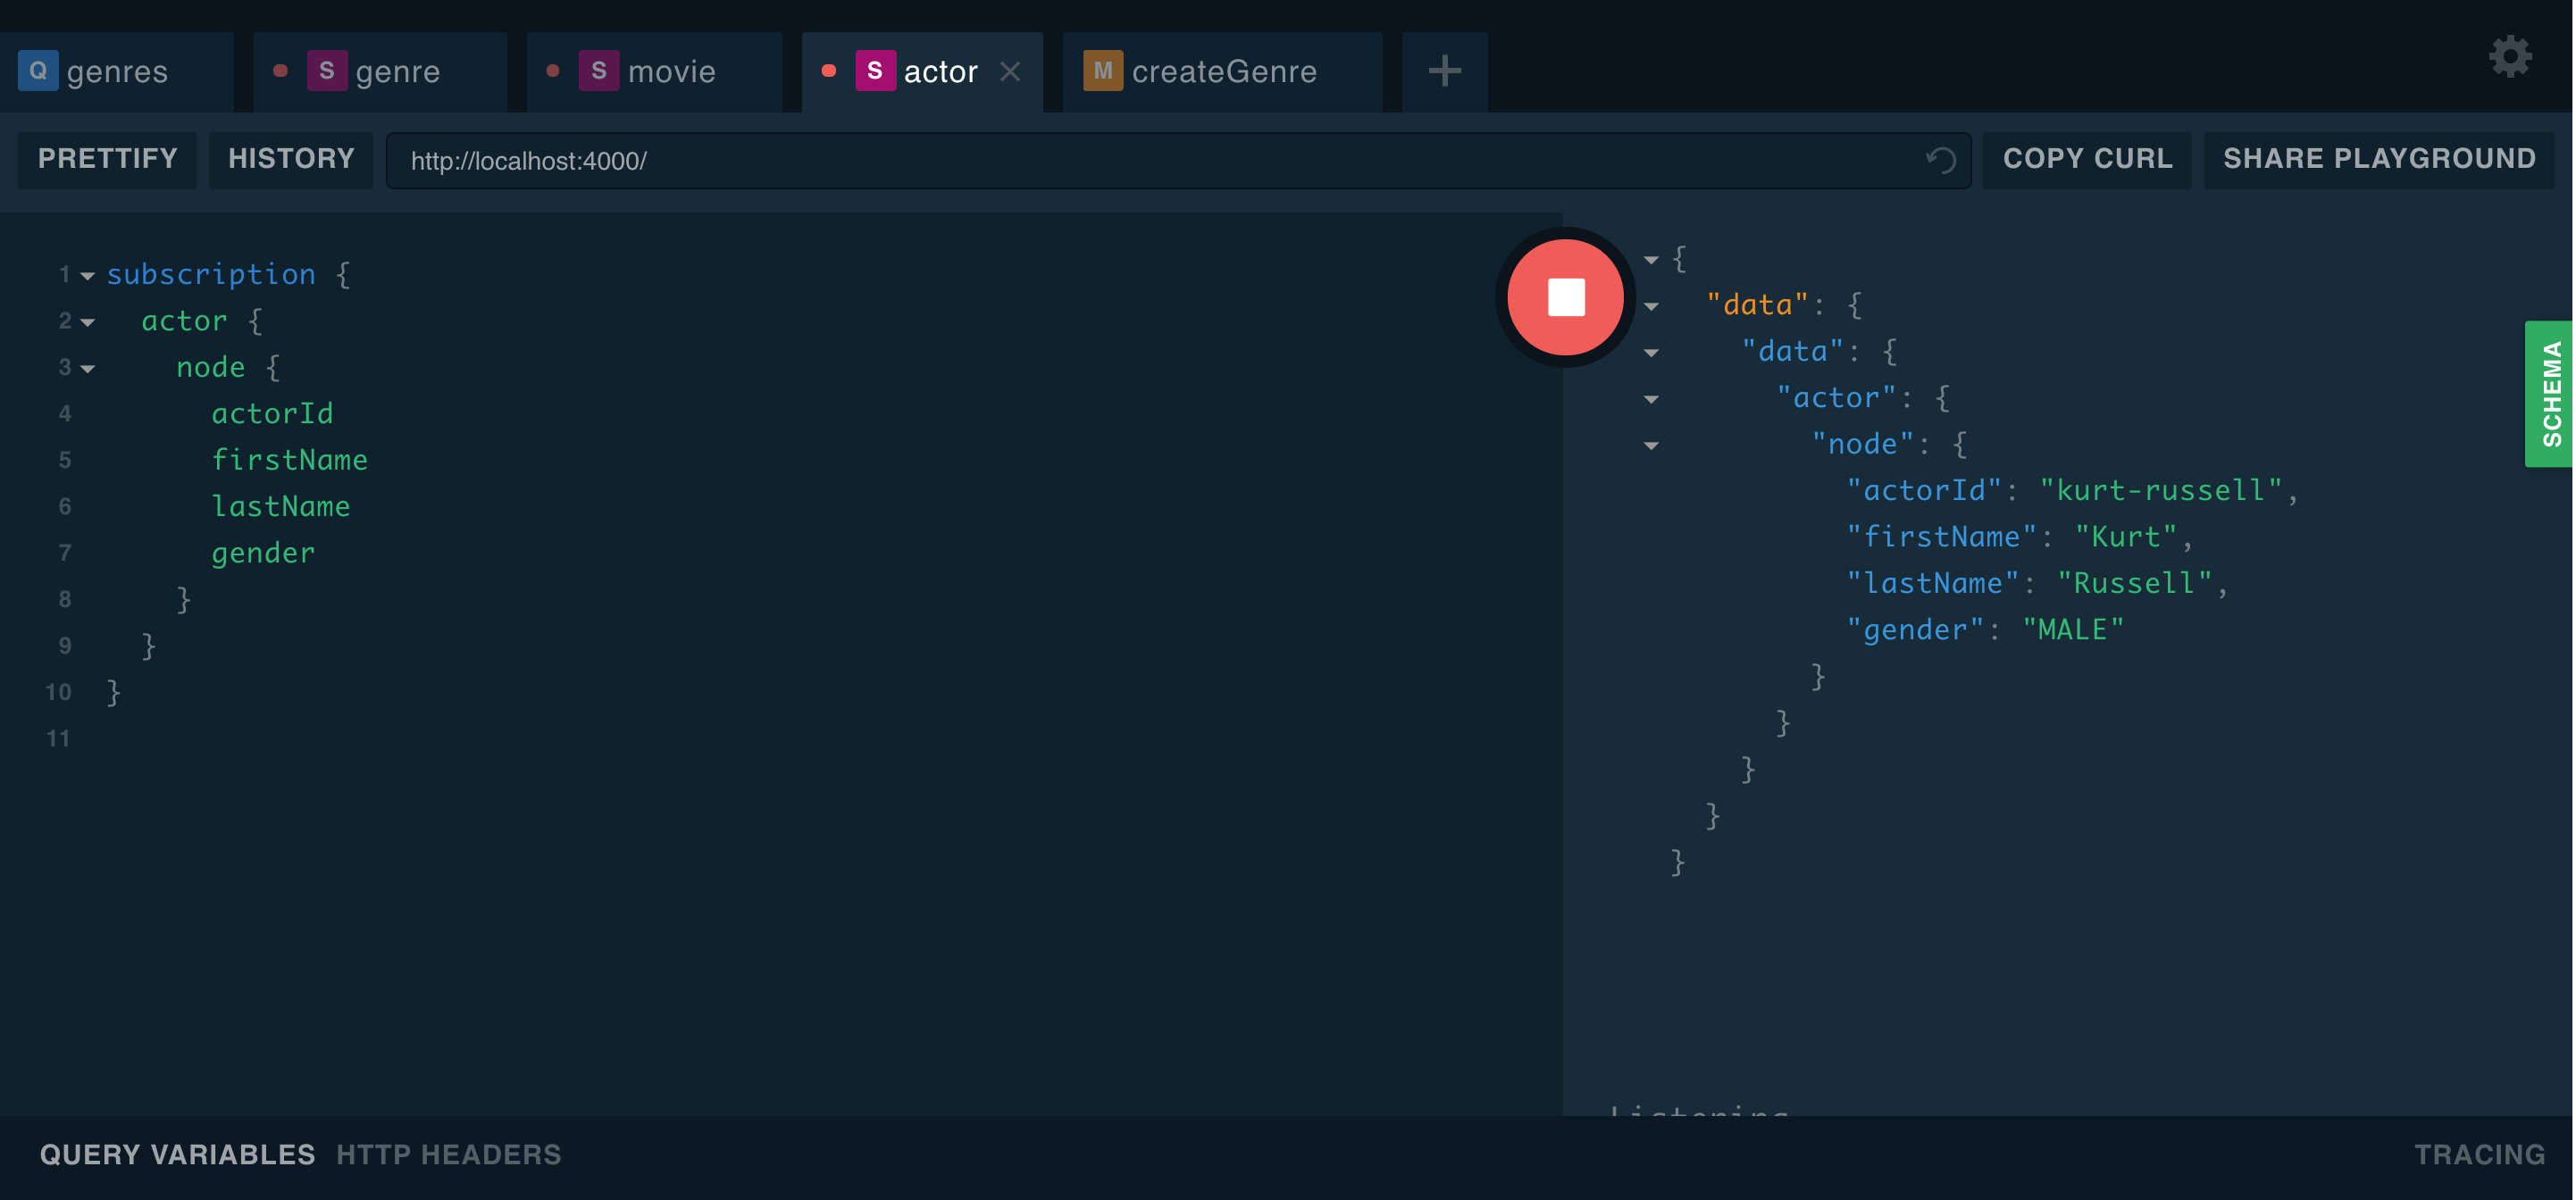 Q genres S genre S movie S actor × M createGenre +
PRETTIFY HISTORY http://localhost:4000/ COPY CURL SHARE PLAYGROUND
1 subscription {
2 actor {
3 node {
4 actorId
5 firstName
6 lastName
7 gender
8 }
9 }
10 }
11
{
"data": {
"data": {
"actor": {
"node": {
"actorId": "kurt-russell",
"firstName": "Kurt",
"lastName": "Russell",
"gender": "MALE"
}
}
}
}
}
Listening
SCHEMA
QUERY VARIABLES HTTP HEADERS TRACING